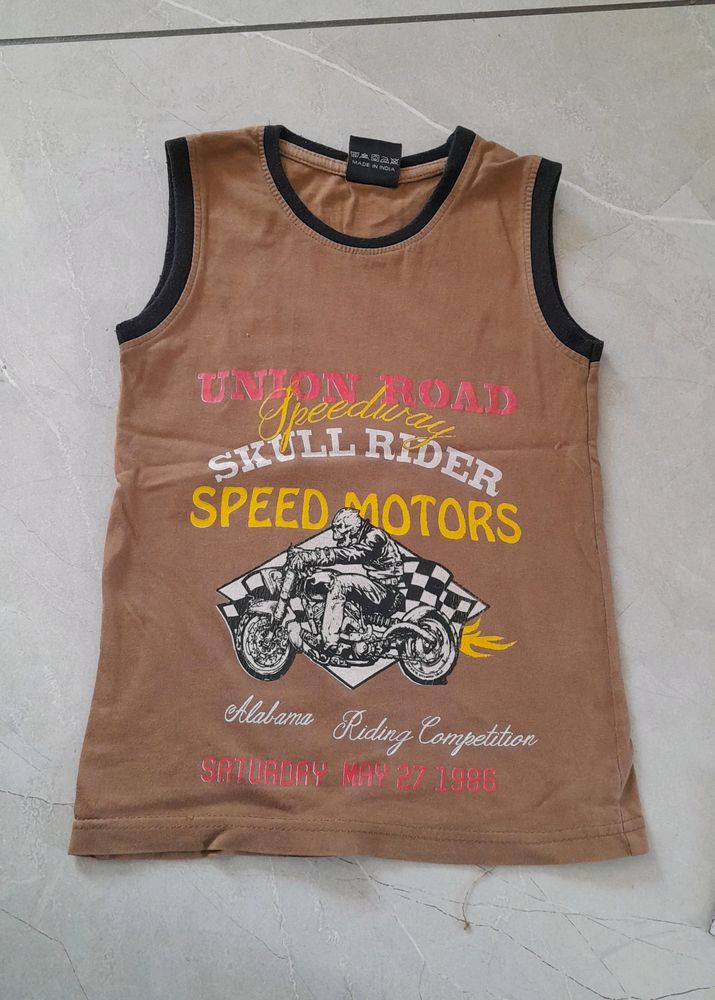 MADE IN INDIA
UNION ROAD
Speedway
SKULL RIDER
SPEED MOTORS
Alabama Riding Competition
SATURDAY MAY 27 1986